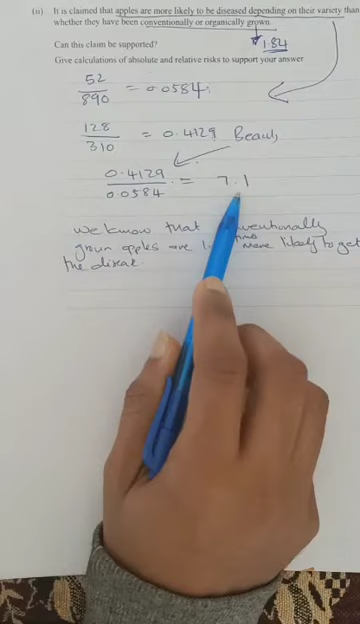 (ii) It is claimed that apples are more likely to be diseased depending on their variety than
whether they have been conventionally or organically grown.
1.84
Can this claim be supported?
Give calculations of absolute and relative risks to support your answer
52/890 = 0.0584
128/310 = 0.4129
0.4129/0.0584 = 7.1
We know that
grown apples are more likely to get
the diseas